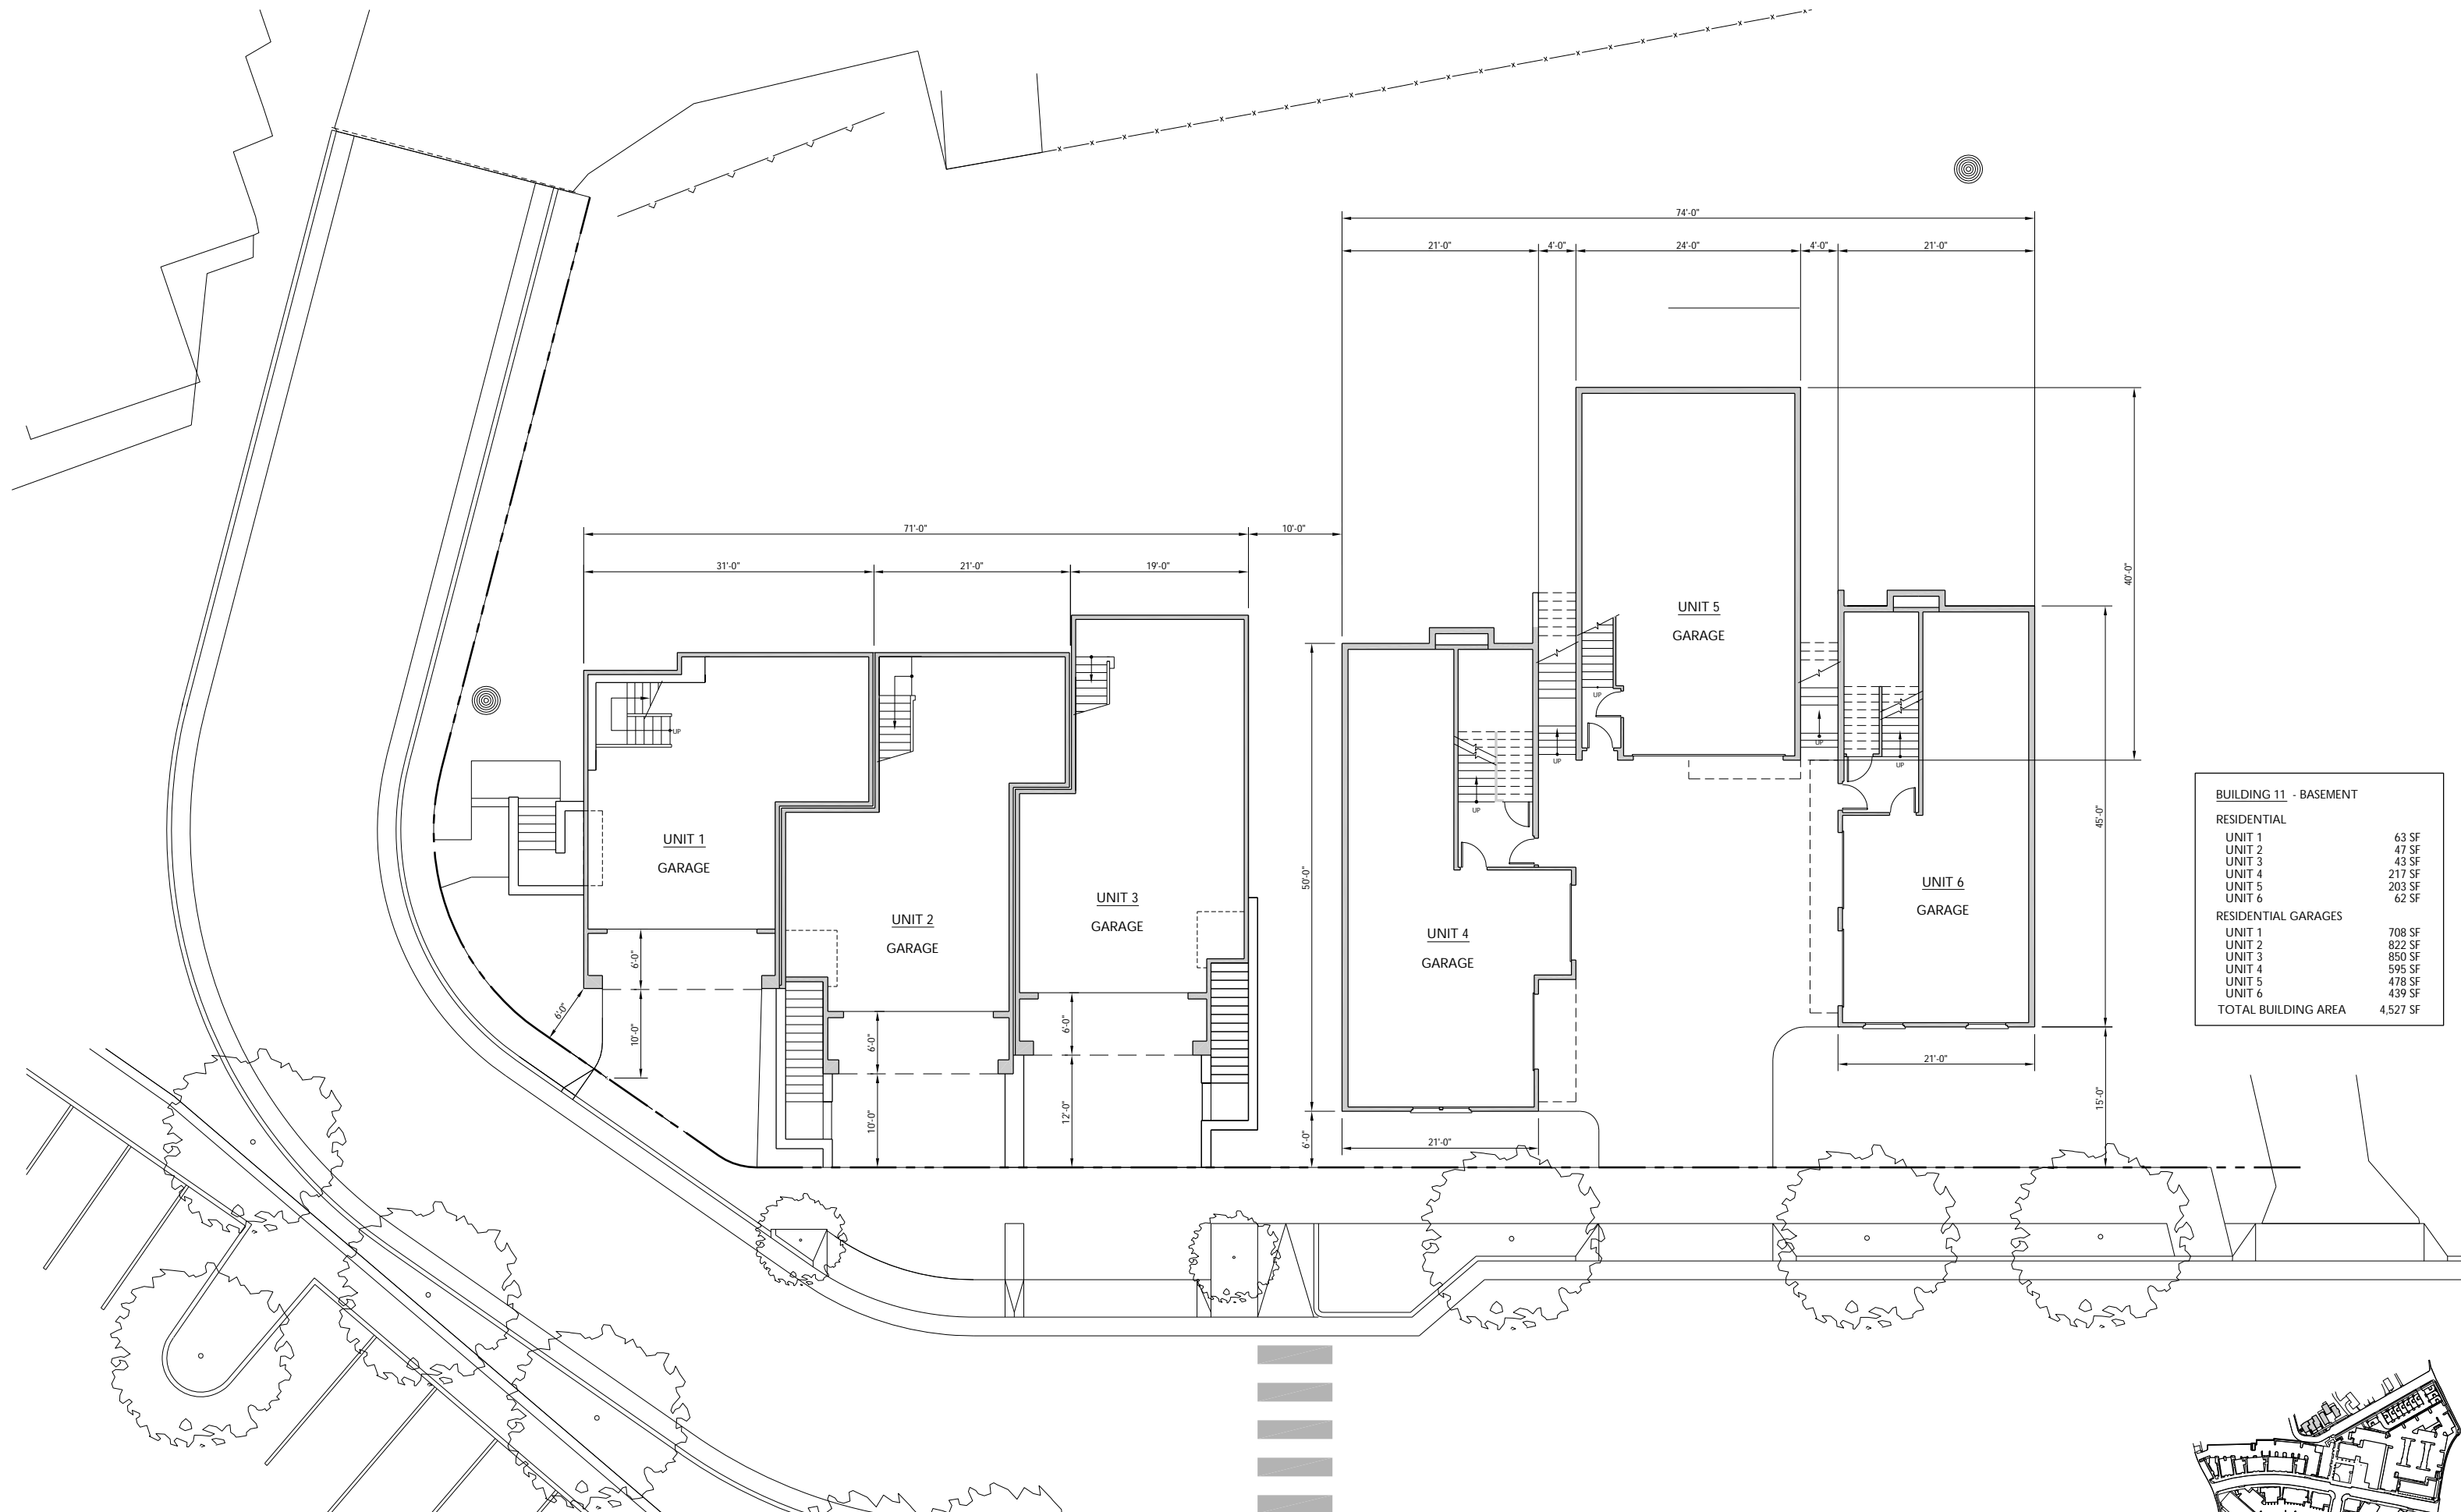 74'-0"
21'-0" 4'-0" 24'-0" 4'-0" 21'-0"
71'-0" 10'-0"
31'-0" 21'-0" 19'-0"
40'-0"
UNIT 5
GARAGE
UP
UP
UP
UP
UP
UP
45'-0"
50'-0"
UNIT 1
GARAGE
UNIT 2
GARAGE
UNIT 3
GARAGE
UNIT 4
GARAGE
UNIT 6
GARAGE
6'-0"
6'-0"
10'-0"
6'-0"
10'-0"
6'-0"
12'-0"
6'-0"
21'-0"
21'-0"
15'-0"
BUILDING 11 - BASEMENT
RESIDENTIAL
UNIT 1 63 SF
UNIT 2 47 SF
UNIT 3 43 SF
UNIT 4 217 SF
UNIT 5 203 SF
UNIT 6 62 SF
RESIDENTIAL GARAGES
UNIT 1 708 SF
UNIT 2 822 SF
UNIT 3 850 SF
UNIT 4 595 SF
UNIT 5 478 SF
UNIT 6 439 SF
TOTAL BUILDING AREA 4,527 SF